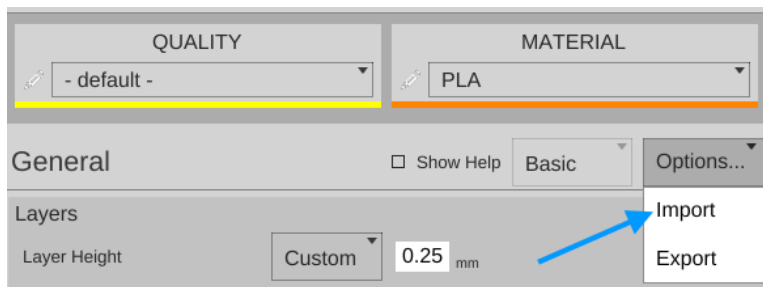 QUALITY MATERIAL
- default - PLA
General Show Help Basic Options...
Layers Import
Layer Height Custom 0.25 mm Export